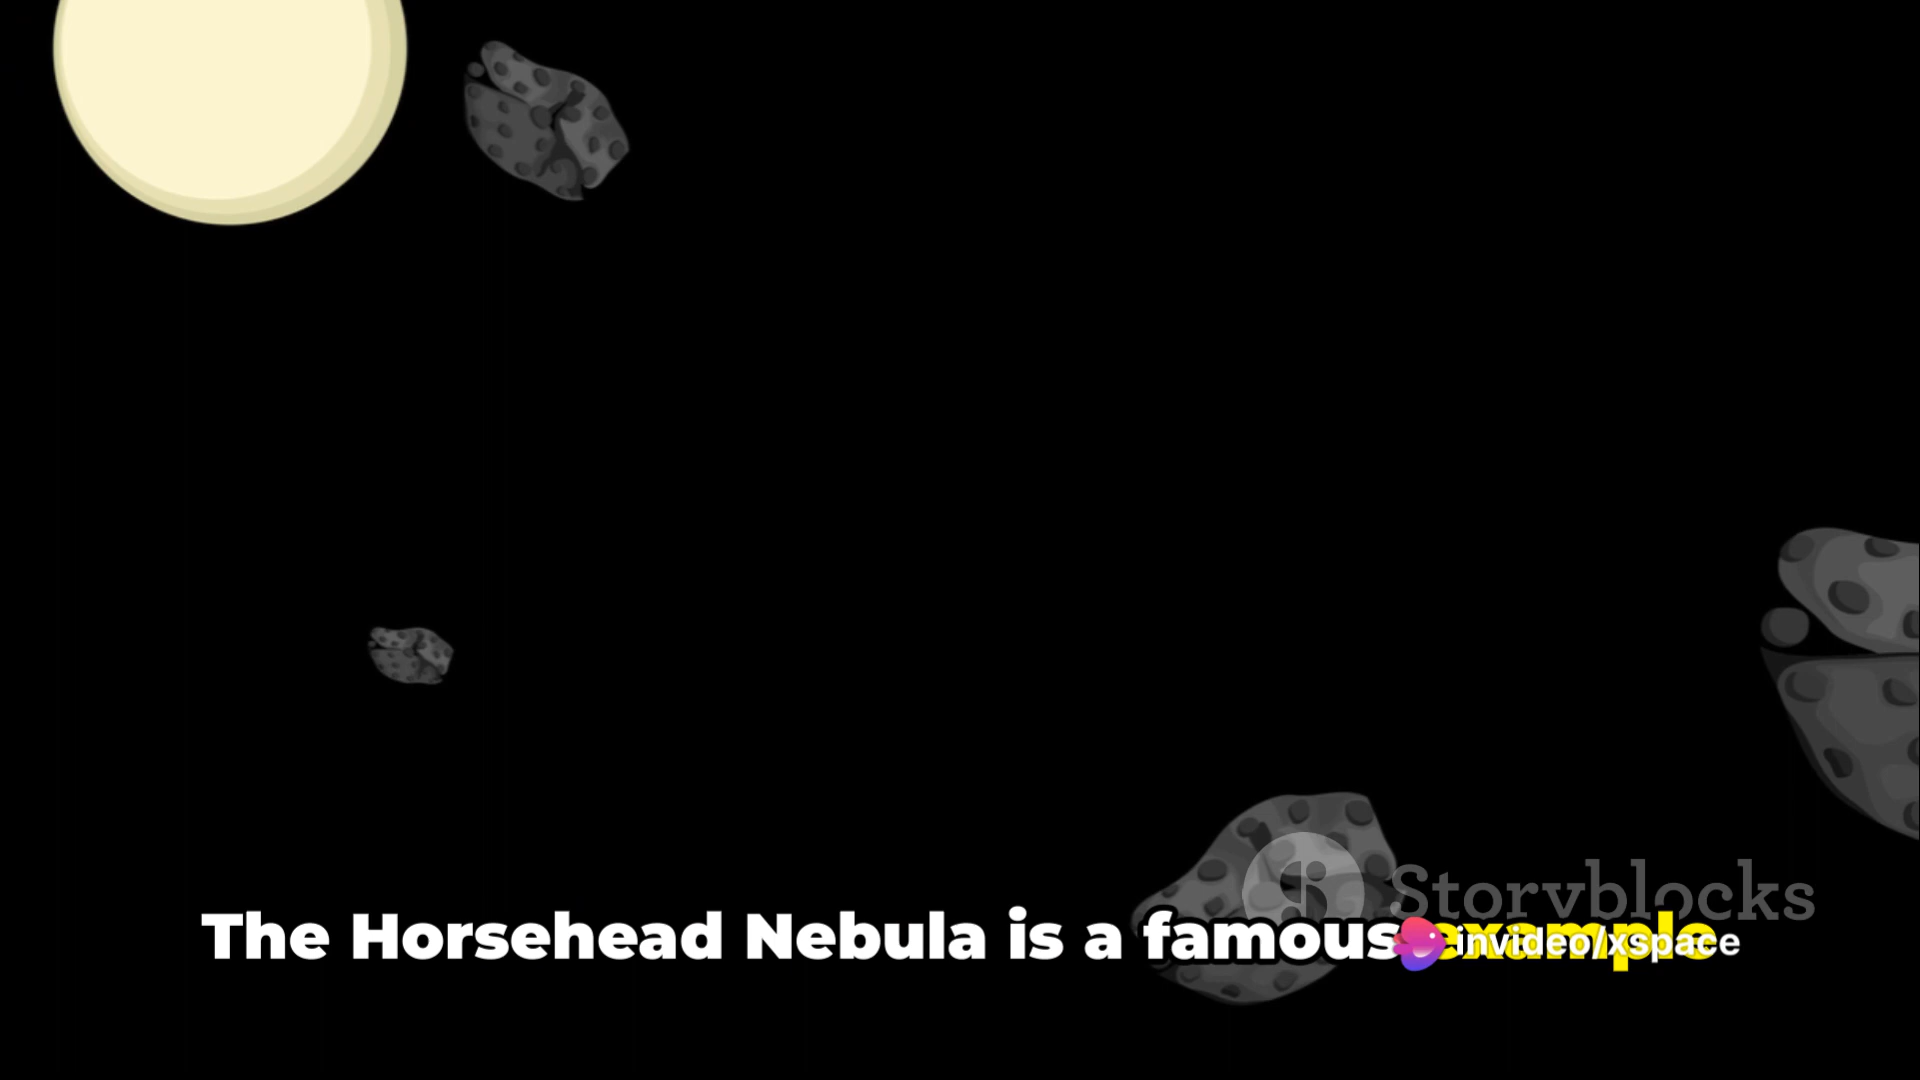 Storyblocks
The Horsehead Nebula is a famous example
invideo/xspace